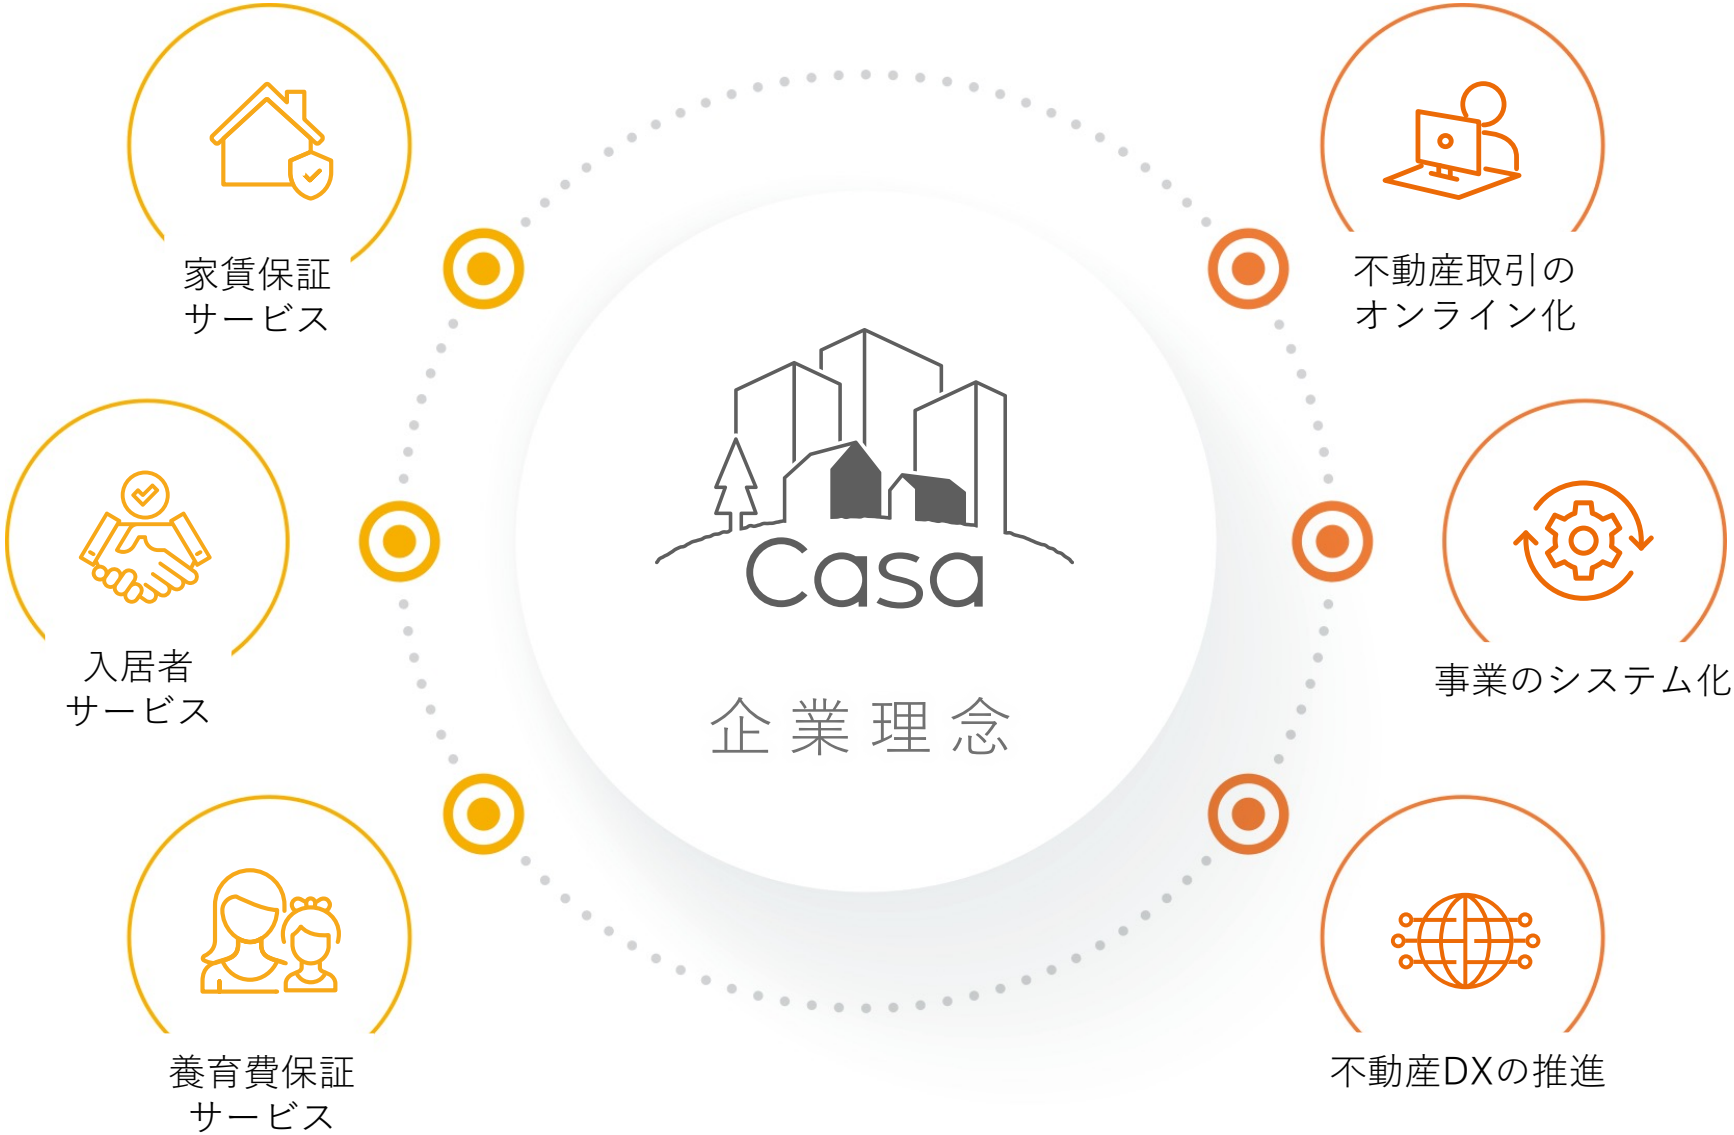 家賃保証
サービス
入居者
サービス
養育費保証
サービス
Casa
企業理念
不動産取引の
オンライン化
事業のシステム化
不動産DXの推進